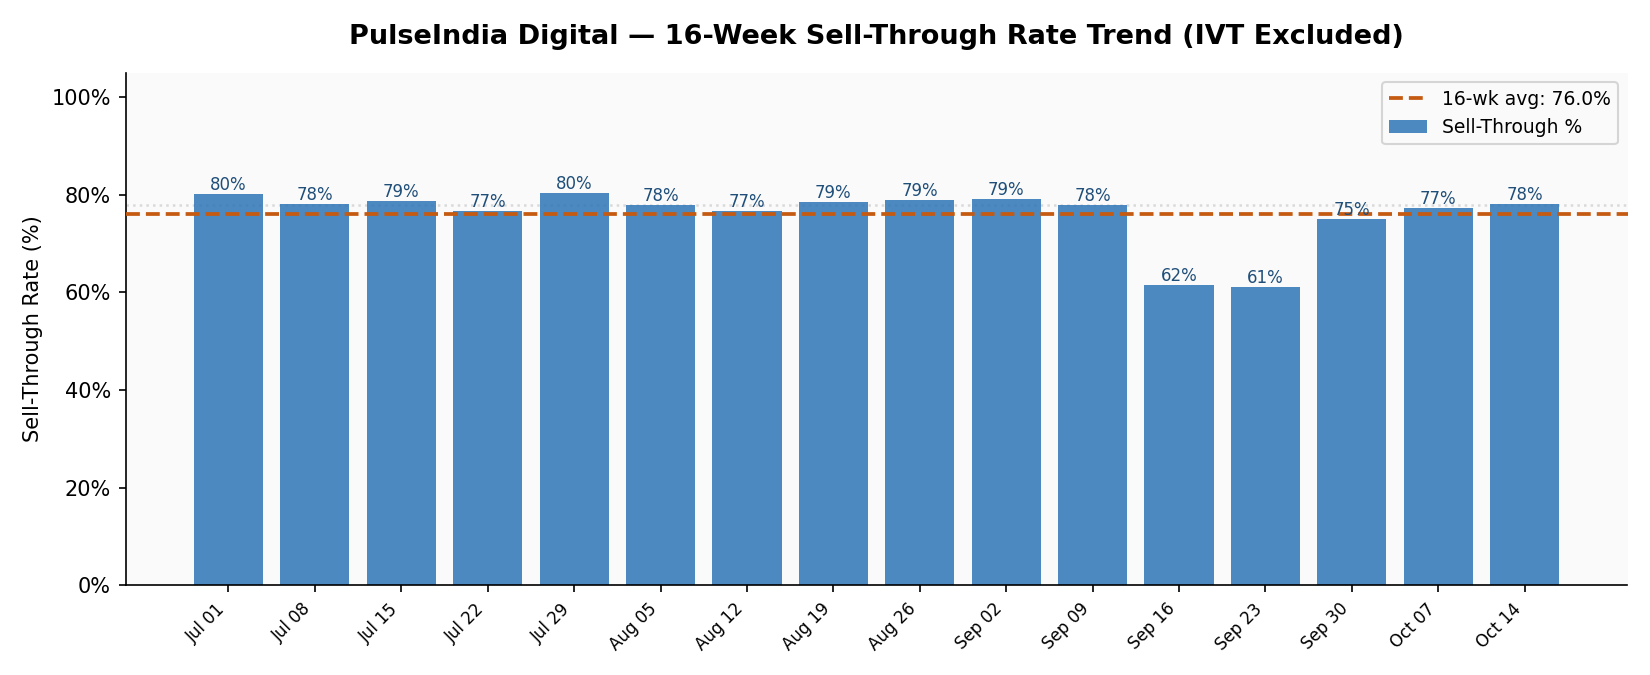 PulseIndia Digital — 16-Week Sell-Through Rate Trend (IVT Excluded)
16-wk avg: 76.0%
Sell-Through %
Sell-Through Rate (%)
100%
80%
60%
40%
20%
0%
80%
78%
79%
77%
80%
78%
77%
79%
79%
79%
78%
62%
61%
75%
77%
78%
Jul 01
Jul 08
Jul 15
Jul 22
Jul 29
Aug 05
Aug 12
Aug 19
Aug 26
Sep 02
Sep 09
Sep 16
Sep 23
Sep 30
Oct 07
Oct 14